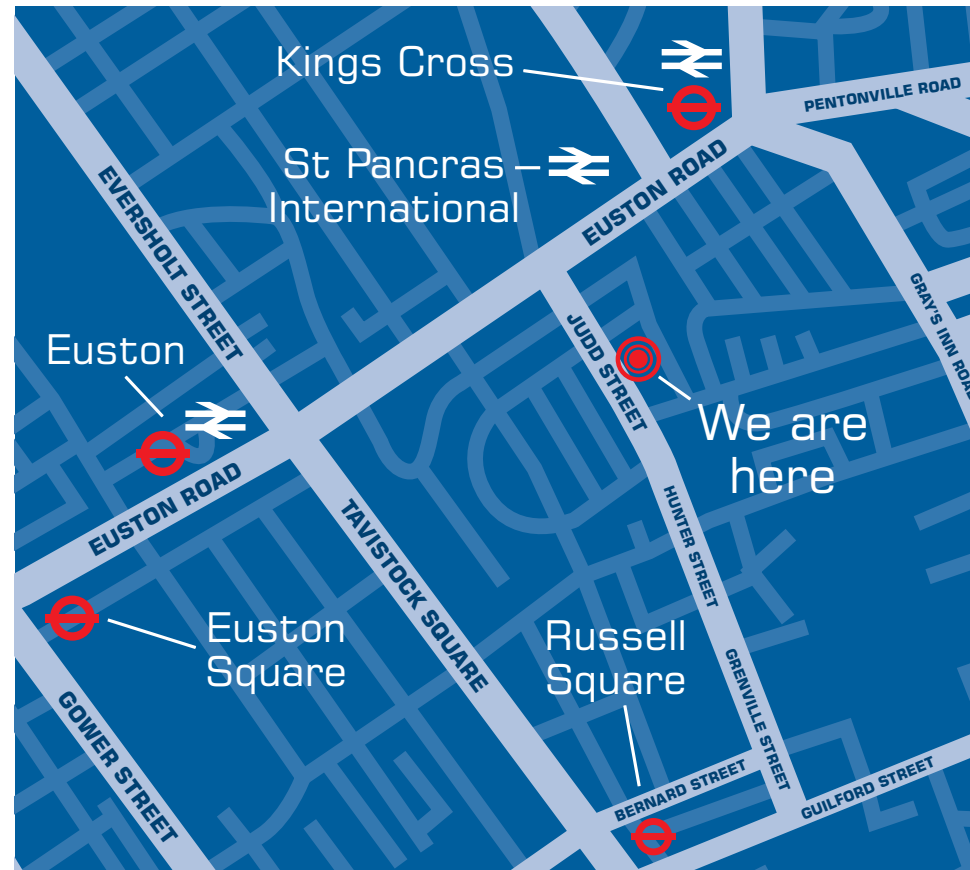 Kings Cross
PENTONVILLE ROAD
St Pancras
International
EUSTON ROAD
EVERSHOLT STREET
GRAY'S INN ROAD
JUDD STREET
Euston
We are
here
EUSTON ROAD
HUNTER STREET
TAVISTOCK SQUARE
Euston
Square
Russell
Square
GRENVILLE STREET
GOWER STREET
BERNARD STREET
GUILFORD STREET